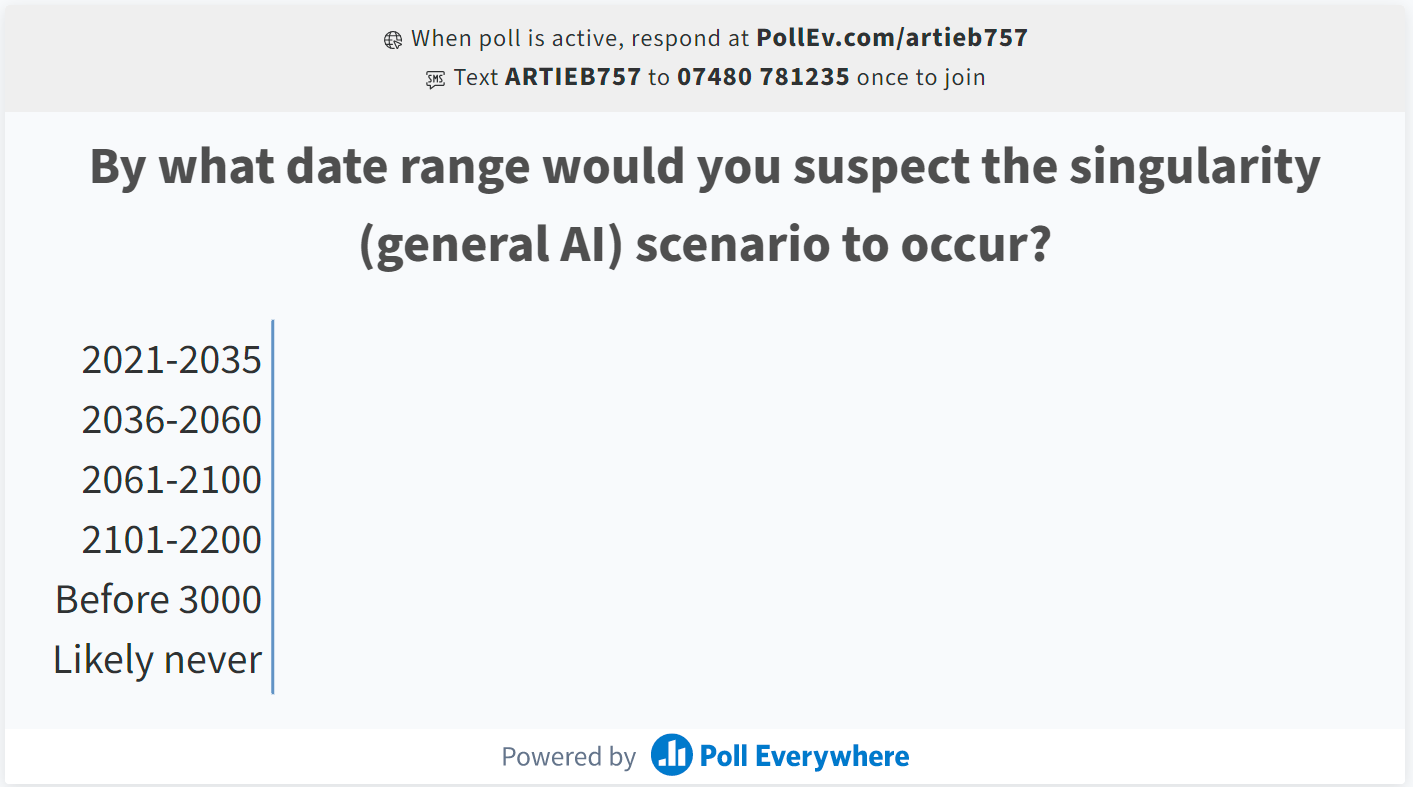 When poll is active, respond at PollEv.com/artieb757
Text ARTIEB757 to 07480 781235 once to join
By what date range would you suspect the singularity
(general AI) scenario to occur?
2021-2035
2036-2060
2061-2100
2101-2200
Before 3000
Likely never
Powered by Poll Everywhere